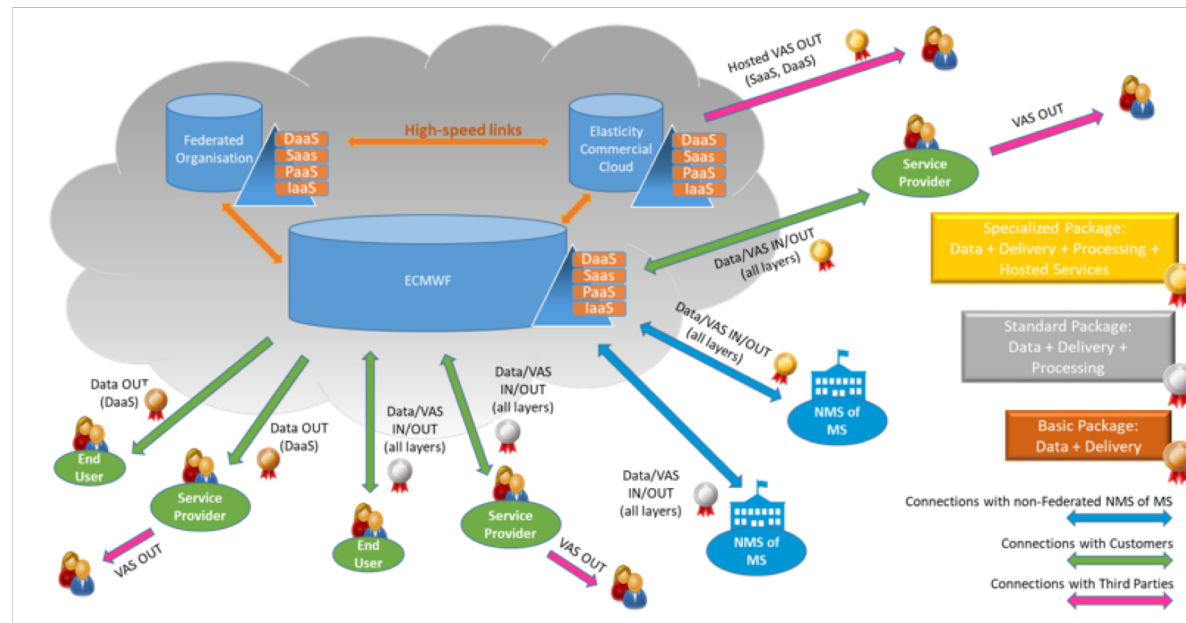 Hosted VAS OUT
(SaaS, DaaS)
VAS OUT
Federated
Organisation
DaaS
Saas
PaaS
IaaS
High-speed links
Elasticity
Commercial
Cloud
DaaS
Saas
PaaS
IaaS
Service
Provider
ECMWF
DaaS
Saas
PaaS
IaaS
Data/VAS IN/OUT
(all layers)
Specialized Package:
Data + Delivery + Processing +
Hosted Services
Data/VAS IN/OUT
(all layers)
Standard Package:
Data + Delivery +
Processing
NMS of
MS
Basic Package:
Data + Delivery
Data OUT
(DaaS)
End
User
Data OUT
(DaaS)
Service
Provider
VAS OUT
Data/VAS
IN/OUT
(all layers)
End
User
Data/VAS
IN/OUT
(all layers)
Service
Provider
VAS OUT
Data/VAS
IN/OUT
(all layers)
NMS of
MS
Connections with non-Federated NMS of MS
Connections with Customers
Connections with Third Parties